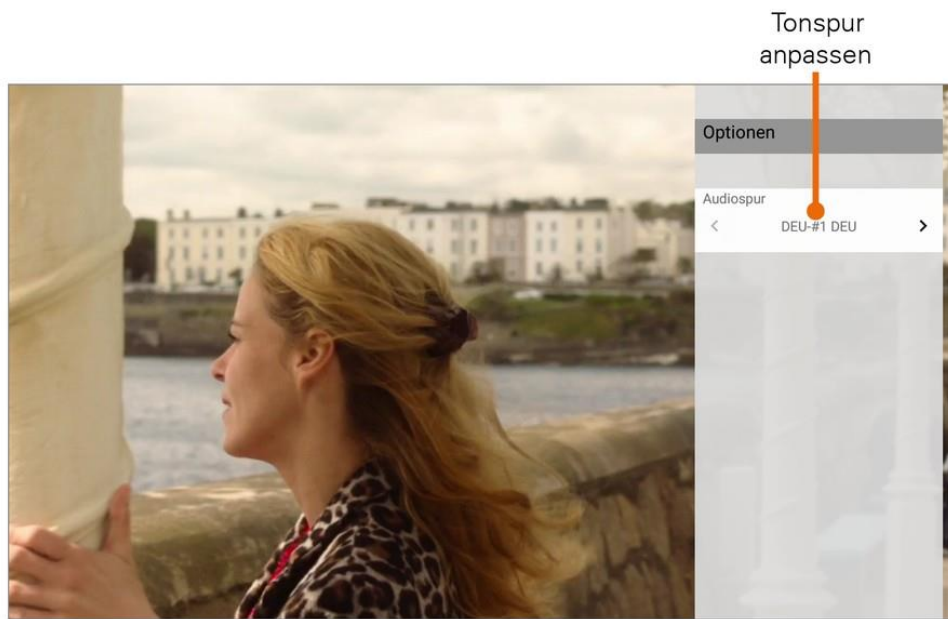 Tonspur
anpassen
Optionen
Audiospur
< DEU-#1 DEU >